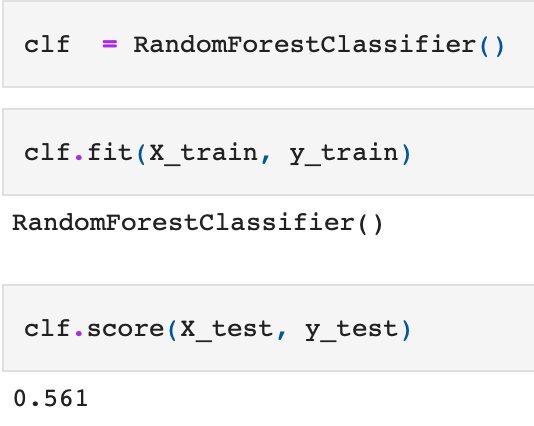 clf  = RandomForestClassifier()
clf.fit(X_train, y_train)
RandomForestClassifier()
clf.score(X_test, y_test)
0.561